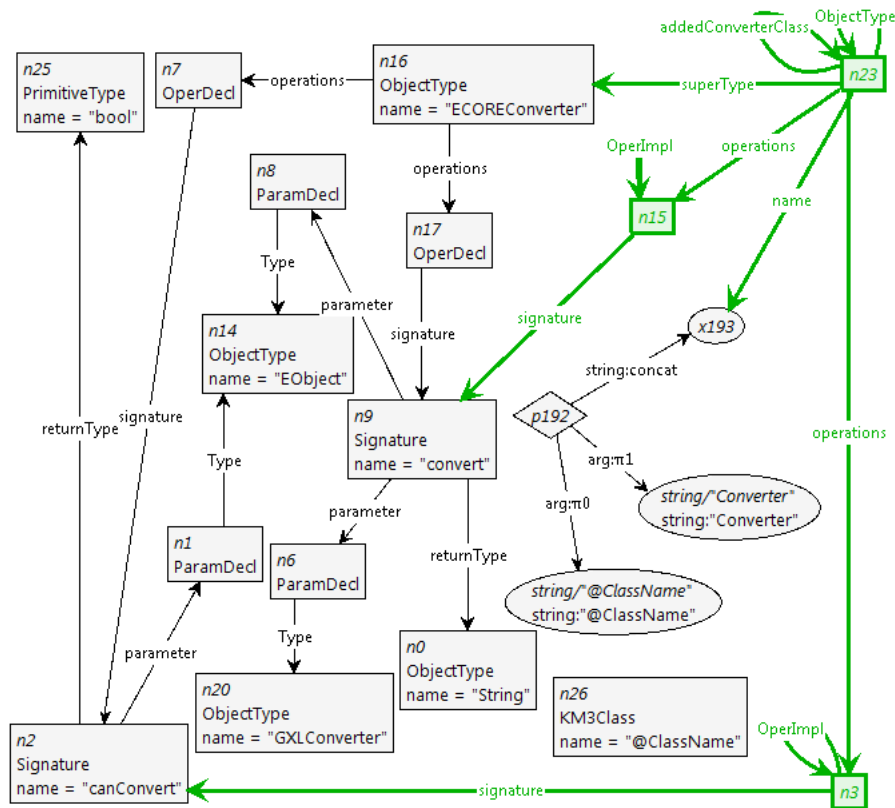 addedConverterClass
ObjectType
n25
PrimitiveType
name = "bool"
n7
OperDecl
operations
n16
ObjectType
name = "ECOREConverter"
superType
n23
OperImpl
operations
operations
n8
ParamDecl
n15
name
n17
OperDecl
Type
parameter
signature
signature
n14
ObjectType
name = "EObject"
x193
string:concat
returnType
signature
n9
Signature
name = "convert"
p192
operations
Type
arg:π1
arg:π0
string/"Converter"
string:"Converter"
parameter
n1
ParamDecl
n6
ParamDecl
returnType
string/"@ClassName"
string:"@ClassName"
parameter
Type
n0
ObjectType
name = "String"
n20
ObjectType
name = "GXLConverter"
n26
KM3Class
name = "@ClassName"
n2
Signature
name = "canConvert"
OperImpl
signature
n3